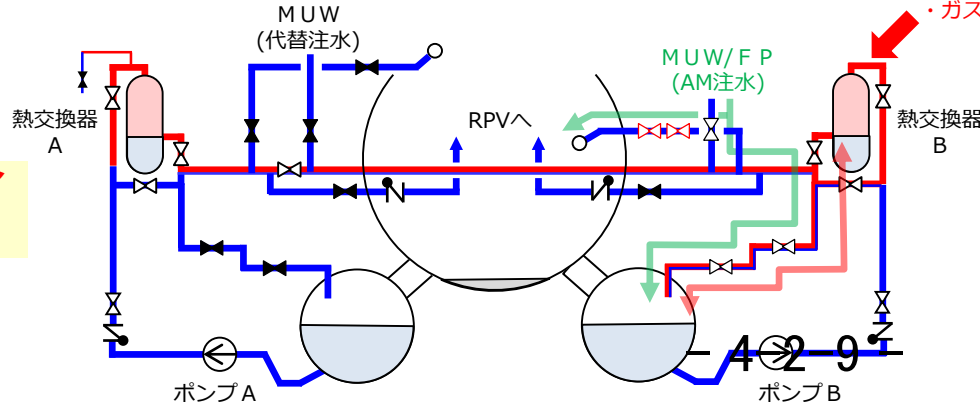 ・ガス
MUW
(代替注水)
MUW/FP
(AM注水)
熱交換器
A
RPVへ
熱交換器
B
- 4-2-9 -
ポンプA
ポンプB